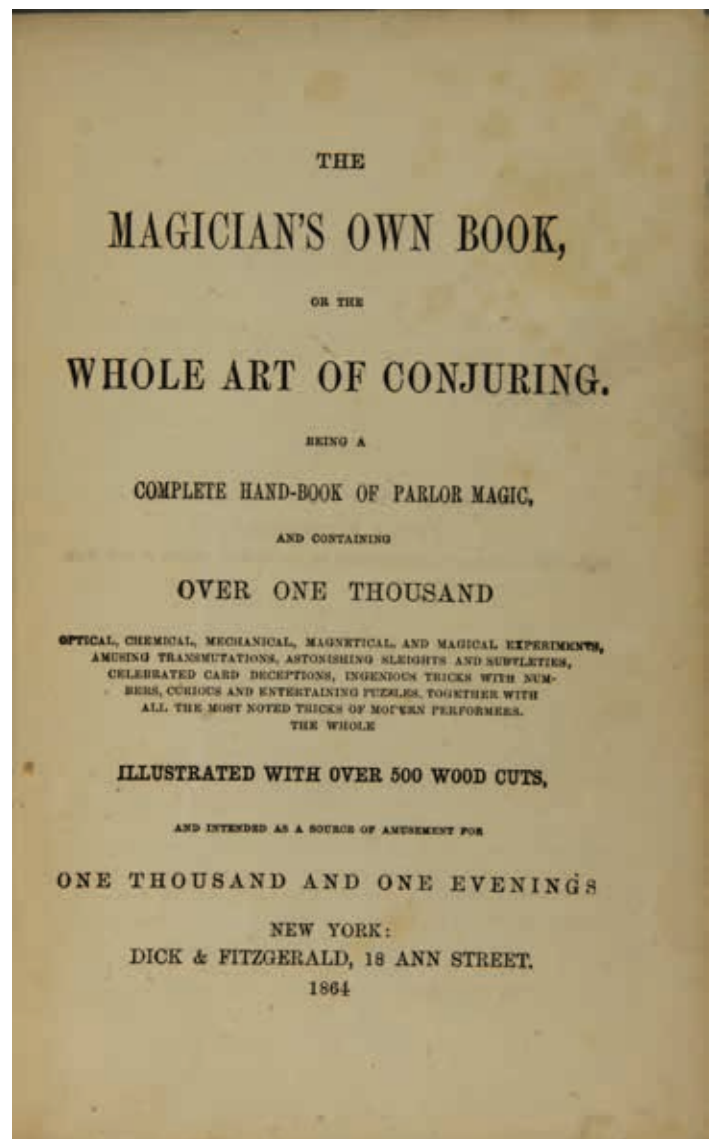 THE
MAGICIAN'S OWN BOOK,
OR THE
WHOLE ART OF CONJURING.
BEING A
COMPLETE HAND-BOOK OF PARLOR MAGIC,
AND CONTAINING
OVER ONE THOUSAND
OPTICAL, CHEMICAL, MECHANICAL, MAGNETICAL, AND MAGICAL EXPERIMENTS,
AMUSING TRANSMUTATIONS, ASTONISHING SLEIGHTS AND SUBTLETIES,
CELEBRATED CARD DECEPTIONS, INGENIOUS TRICKS WITH NUM-
BERS, CURIOUS AND ENTERTAINING PUZZLES, TOGETHER WITH
ALL THE MOST NOTED TRICKS OF MODERN PERFORMERS.
THE WHOLE
ILLUSTRATED WITH OVER 500 WOOD CUTS,
AND INTENDED AS A SOURCE OF AMUSEMENT FOR
ONE THOUSAND AND ONE EVENINGS
NEW YORK:
DICK & FITZGERALD, 18 ANN STREET.
1864